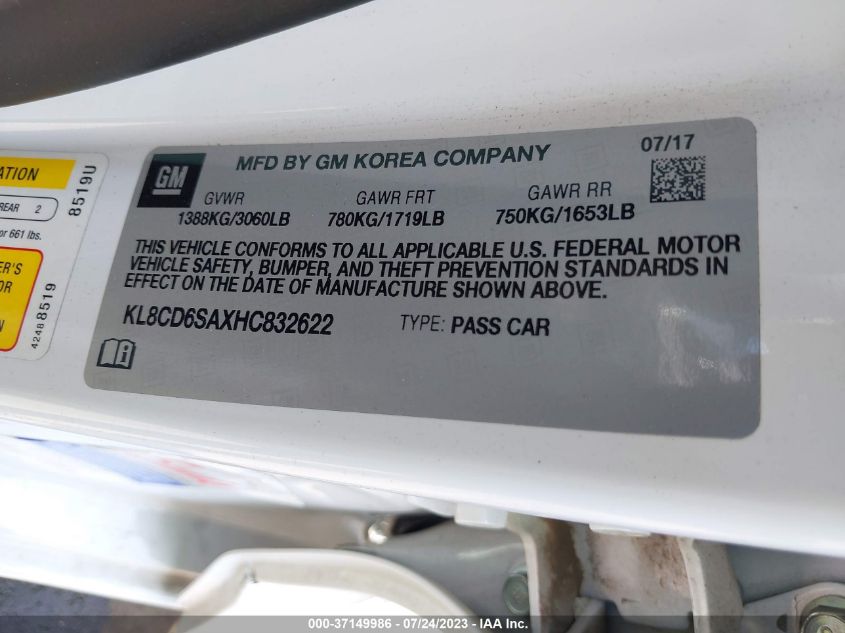 ATION
REAR 2
or 661 lbs.
ER'S
OR
N
8519U
42488519
GM
MFD BY GM KOREA COMPANY
07/17
GVWR GAWR FRT GAWR RR
1388KG/3060LB 780KG/1719LB 750KG/1653LB
THIS VEHICLE CONFORMS TO ALL APPLICABLE U.S. FEDERAL MOTOR
VEHICLE SAFETY, BUMPER, AND THEFT PREVENTION STANDARDS IN
EFFECT ON THE DATE OF MANUFACTURE SHOWN ABOVE.
KL8CD6SAXHC832622 TYPE: PASS CAR
000-37149986 - 07/24/2023 - IAA Inc.